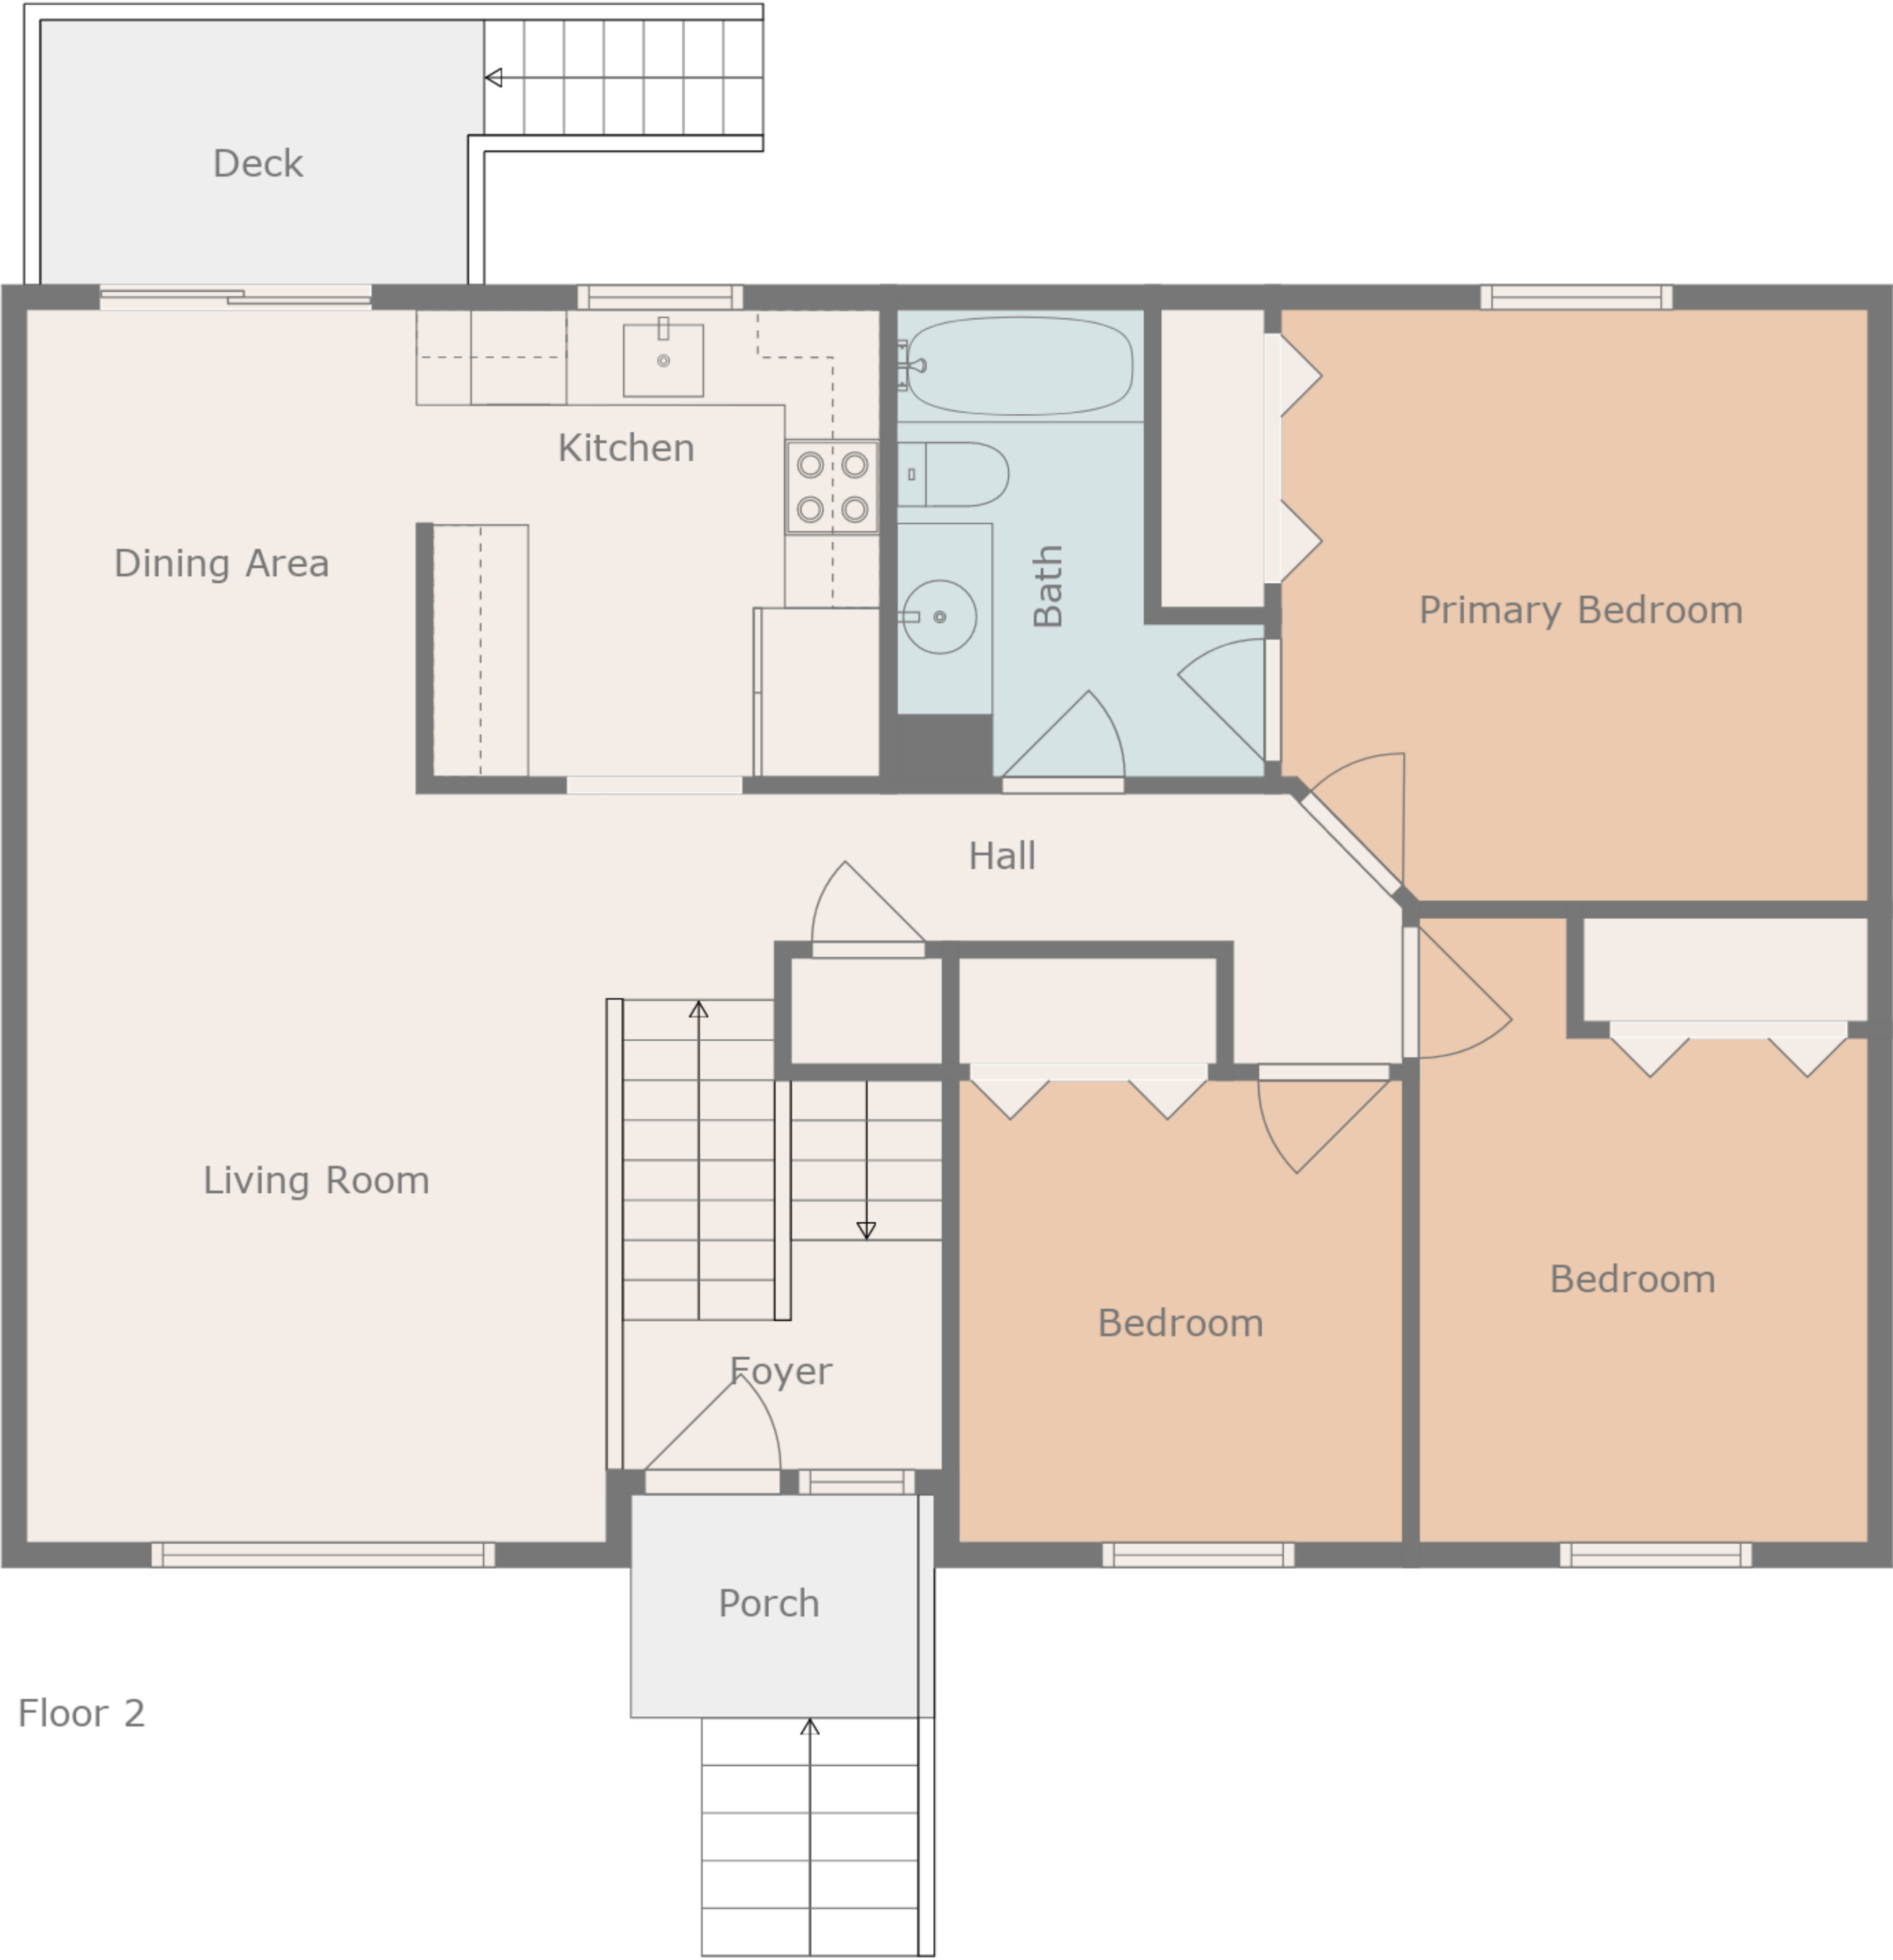 Deck
Kitchen
Dining Area
Bath
Primary Bedroom
Hall
Living Room
Bedroom
Bedroom
Foyer
Porch
Floor 2